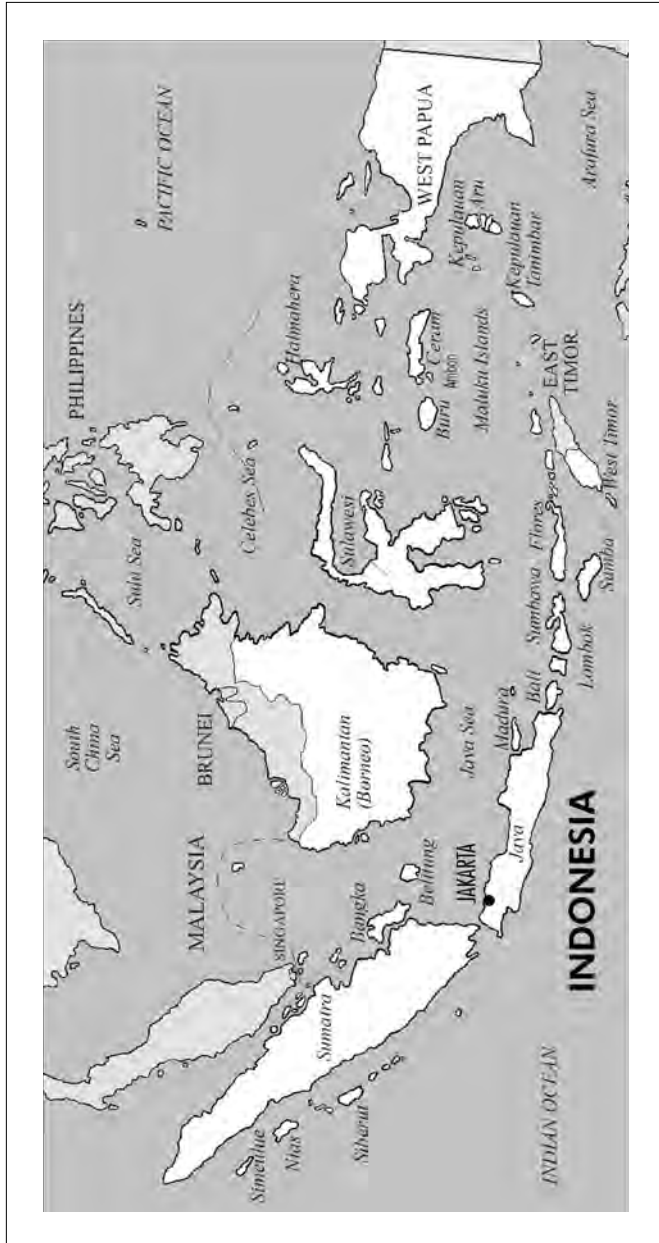 PACIFIC OCEAN
PHILIPPINES
South
China
Sea
Sulu Sea
Celebes Sea
BRUNEI
MALAYSIA
SINGAPORE
Halmahera
WEST PAPUA
Kalimantan
(Borneo)
Sulawesi
Sumatra
Bangka
Belitung
Buru
Ambon
Ceram
Maluku Islands
Kepulauan
Aru
Kepulauan
Tanimbar
Arafura Sea
Simeulue
Nias
Siberut
Java Sea
JAKARTA
Java
Madura
Bali
Lombok
Sumbawa
Flores
Sumba
EAST
TIMOR
West Timor
INDIAN OCEAN
INDONESIA